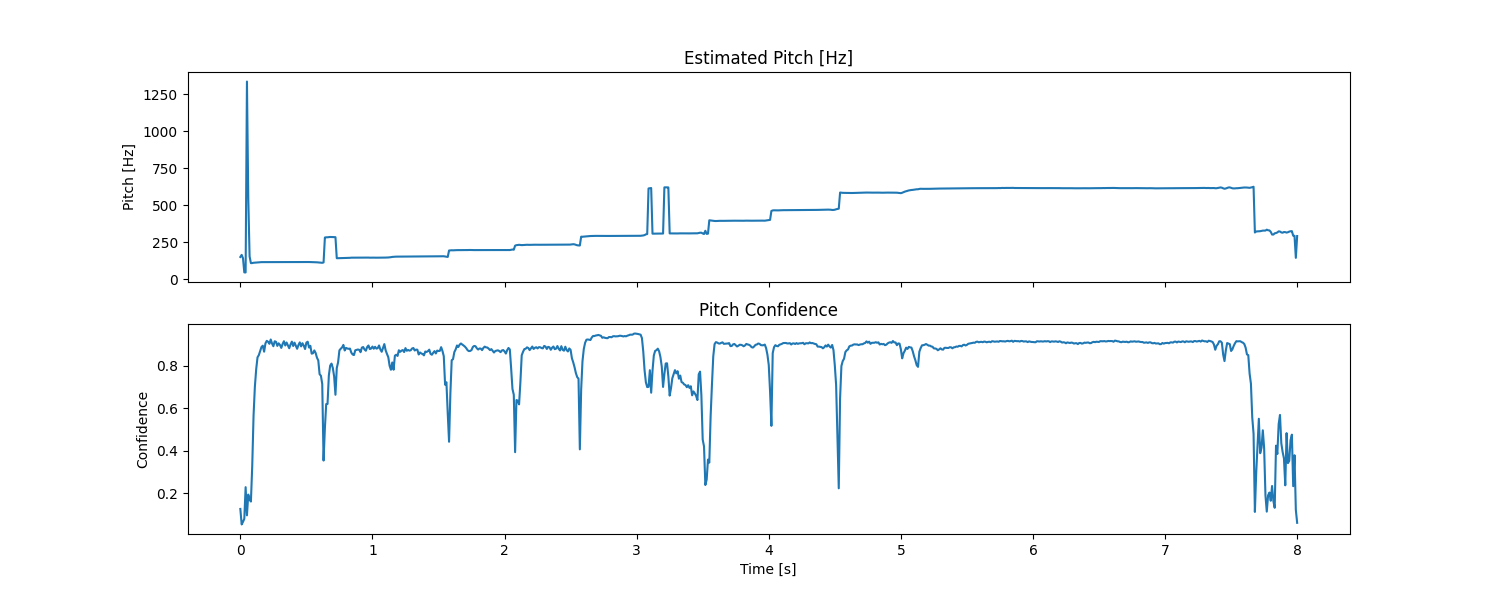 Estimated Pitch [Hz]
1250
1000
750
500
250
0
Pitch [Hz]
Pitch Confidence
0.8
0.6
0.4
0.2
Confidence
0 1 2 3 4 5 6 7 8
Time [s]